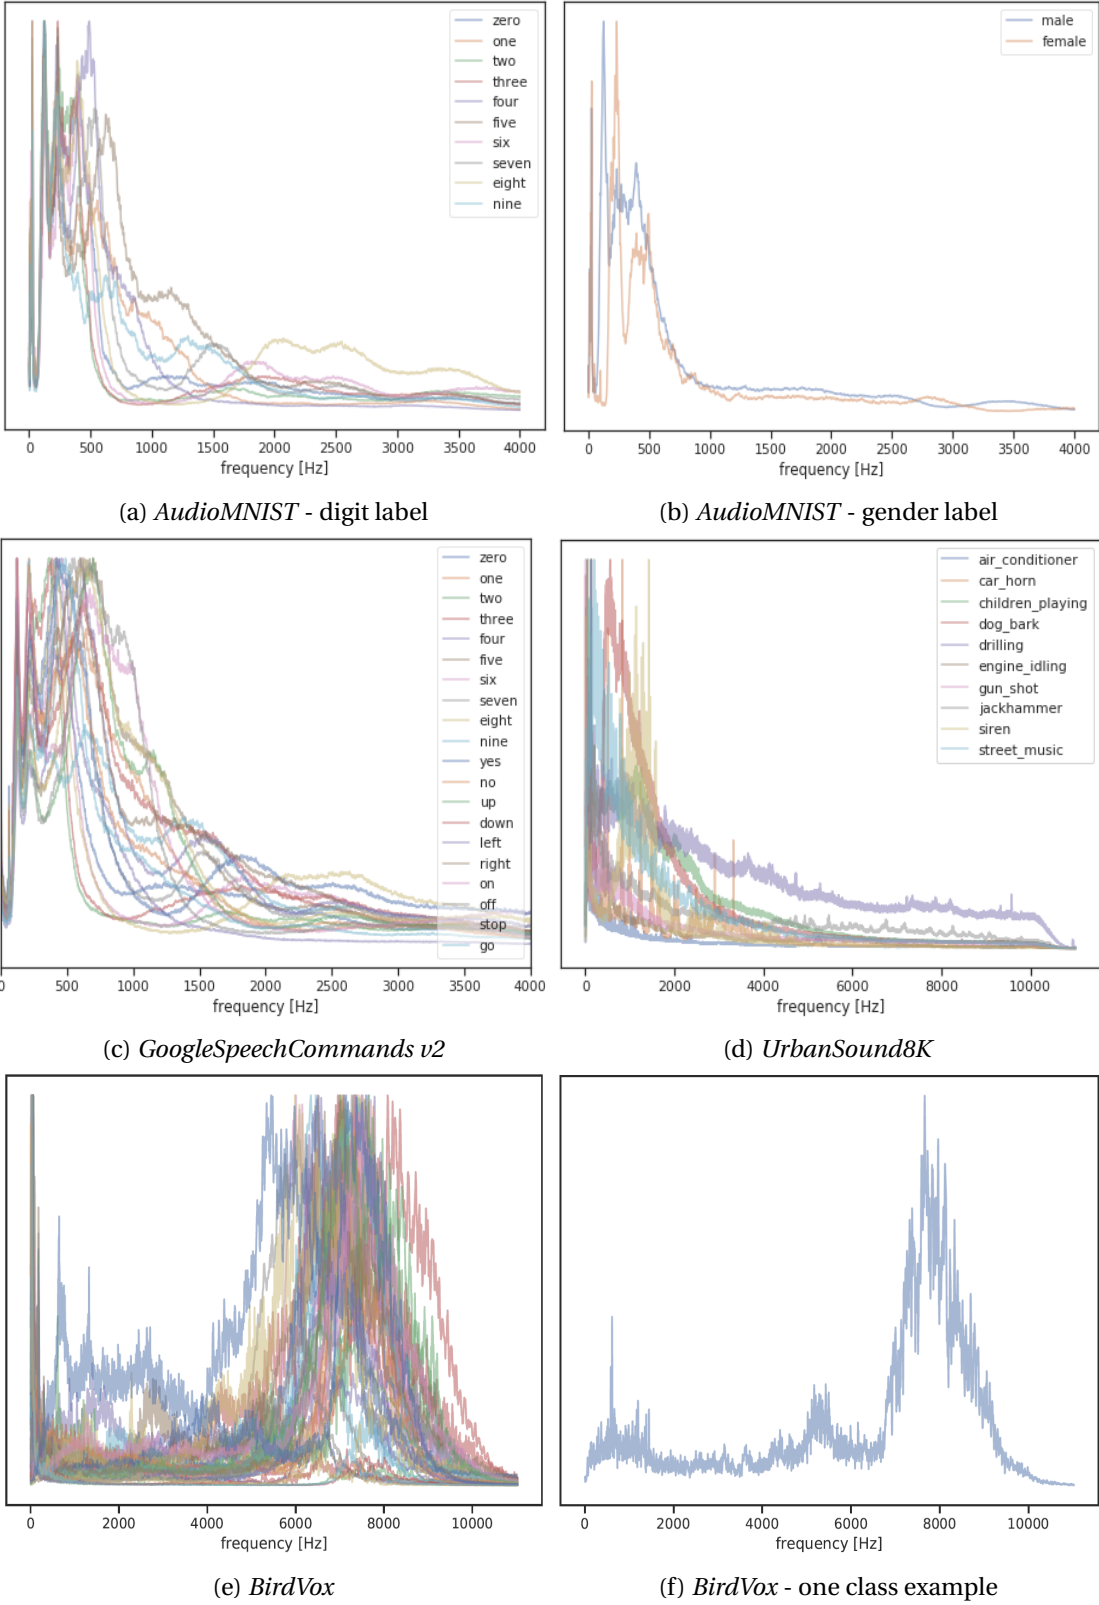 zero
one
two
three
four
five
six
seven
eight
nine
0 500 1000 1500 2000 2500 3000 3500 4000
frequency [Hz]
(a) AudioMNIST - digit label
male
female
0 500 1000 1500 2000 2500 3000 3500 4000
frequency [Hz]
(b) AudioMNIST - gender label
zero
one
two
three
four
five
six
seven
eight
nine
yes
no
up
down
left
right
on
off
stop
go
0 500 1000 1500 2000 2500 3000 3500 4000
frequency [Hz]
(c) GoogleSpeechCommands v2
air_conditioner
car_horn
children_playing
dog_bark
drilling
engine_idling
gun_shot
jackhammer
siren
street_music
0 2000 4000 6000 8000 10000
frequency [Hz]
(d) UrbanSound8K
0 2000 4000 6000 8000 10000
frequency [Hz]
(e) BirdVox
0 2000 4000 6000 8000 10000
frequency [Hz]
(f) BirdVox - one class example